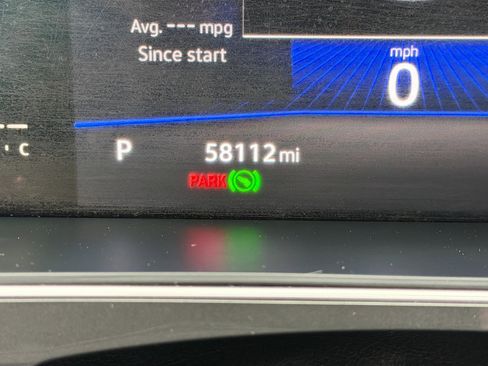 Avg. --- mpg
Since start
mph
0
C
P
58112 mi
PARK